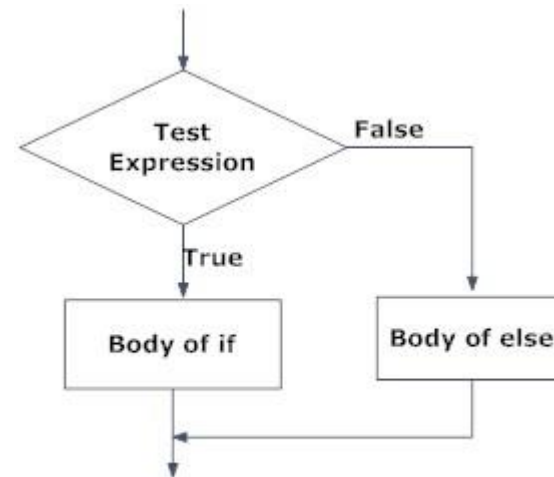 Test
Expression
False
True
Body of if
Body of else